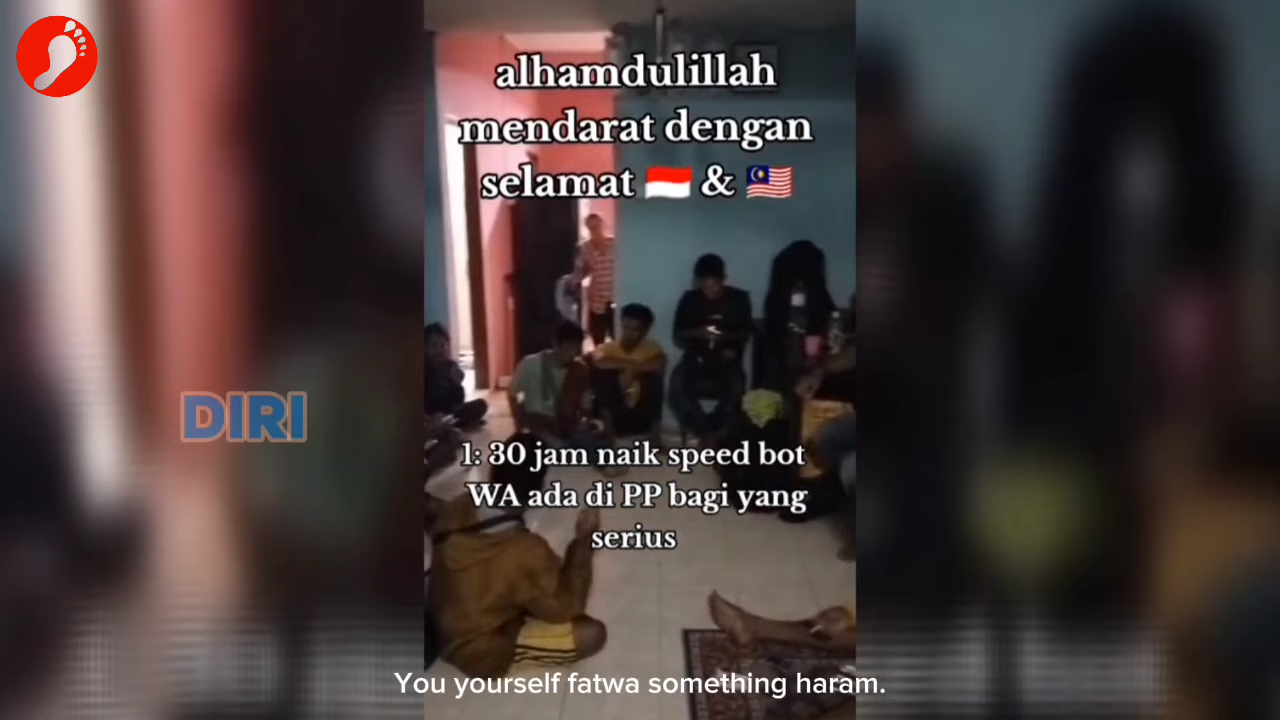 alhamdulillah
mendarat dengan
selamat 🇮🇩 & 🇲🇾
DIRI
1: 30 jam naik speed bot
WA ada di PP bagi yang
serius
You yourself fatwa something haram.